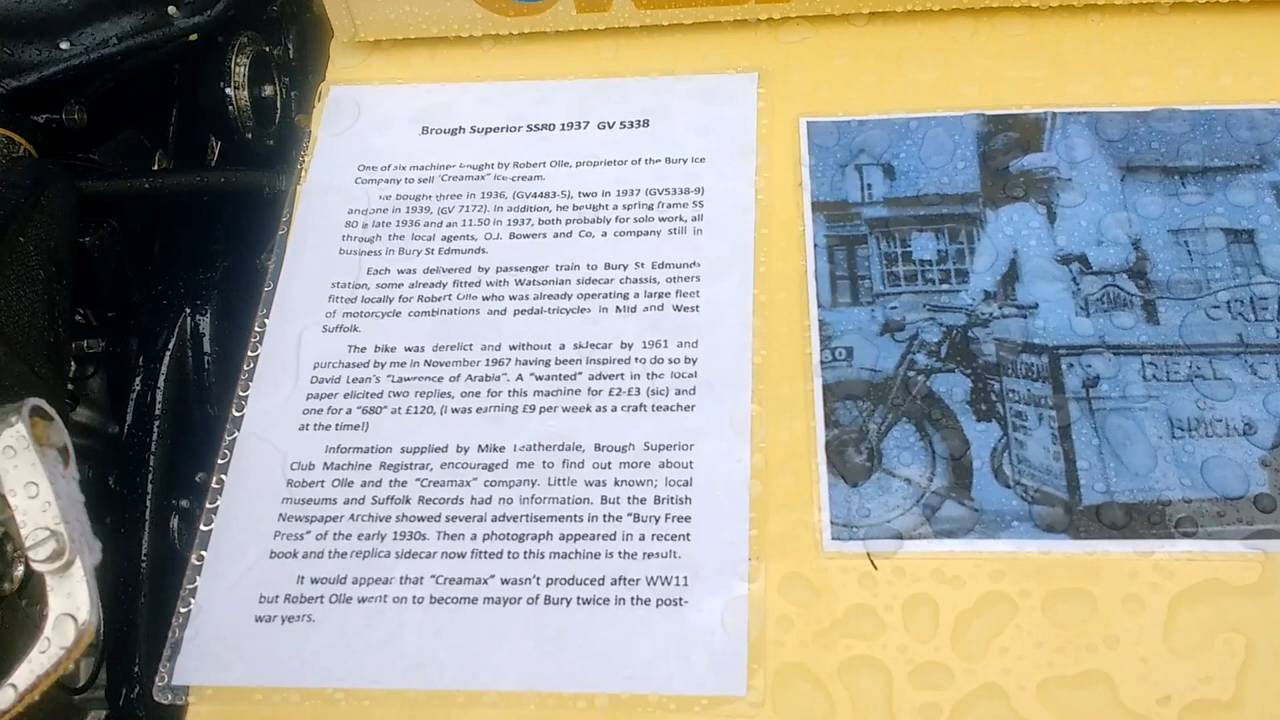 Brough Superior SS80 1937 GV 5338
One of six machines bought by Robert Olle, proprietor of the Bury Ice
Company to sell 'Creamax" ice-cream.
He bought three in 1936, (GV4483-5), two in 1937 (GV5338-9)
and one in 1939, (GV 7172). In addition, he bought a spring frame SS
80 in late 1936 and an 11.50 in 1937, both probably for solo work, all
through the local agents, O.J. Bowers and Co, a company still in
business in Bury St Edmunds.
Each was delivered by passenger train to Bury St Edmunds
station, some already fitted with Watsonian sidecar chassis, others
fitted locally for Robert Olle who was already operating a large fleet
of motorcycle combinations and pedal-tricycles in Mid and West
Suffolk.
The bike was derelict and without a sidecar by 1961 and
purchased by me in November 1967 having been inspired to do so by
David Lean's "Lawrence of Arabia". A "wanted" advert in the local
paper elicited two replies, one for this machine for £2-£3 (sic) and
one for a "680" at £120, (I was earning £9 per week as a craft teacher
at the time!)
Information supplied by Mike Leatherdale, Brough Superior
Club Machine Registrar, encouraged me to find out more about
Robert Olle and the "Creamax" company. Little was known; local
museums and Suffolk Records had no information. But the British
Newspaper Archive showed several advertisements in the "Bury Free
Press" of the early 1930s. Then a photograph appeared in a recent
book and the replica sidecar now fitted to this machine is the result.
It would appear that "Creamax" wasn't produced after WW11
but Robert Olle went on to become mayor of Bury twice in the post-
war years.
CREAMAX
CRE
REAL
BRICKS